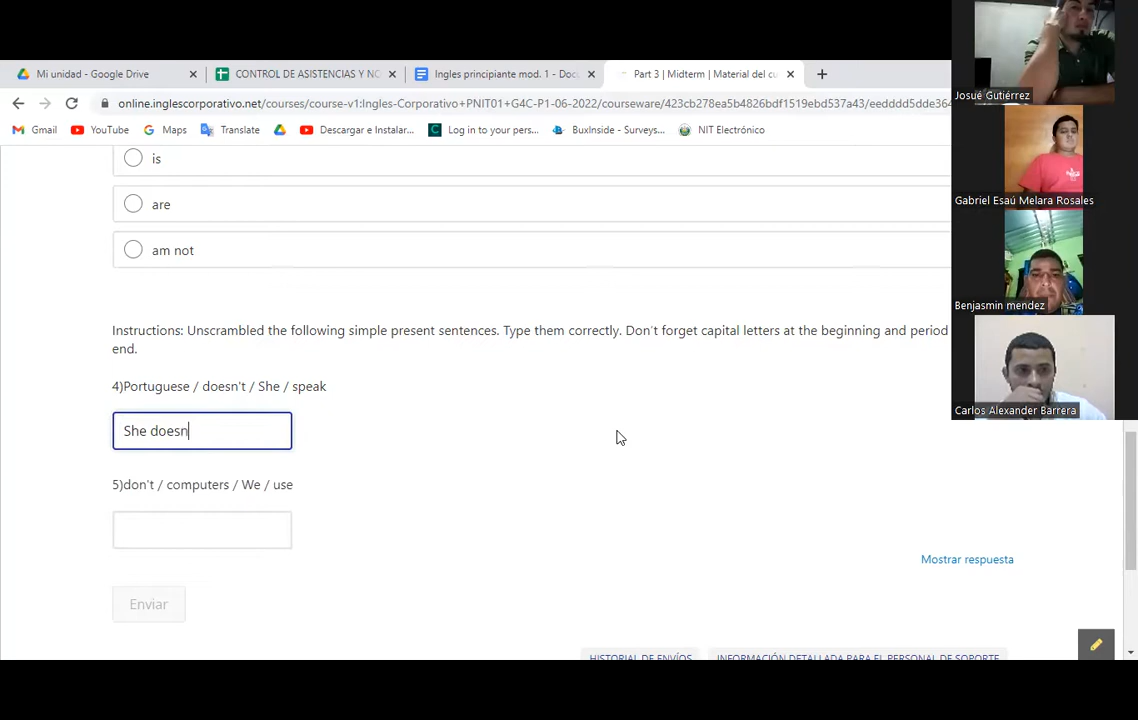 Mi unidad - Google Drive
CONTROL DE ASISTENCIAS Y NO
Ingles principiante mod. 1 - Doc
Part 3 | Midterm | Material del cu
online.inglescorporativo.net/courses/course-v1:Ingles-Corporativo+PNIT01+G4C-P1-06-2022/courseware/423cb278ea5b4826bdf1519ebd537a43/eedddd5dde364
Gmail
YouTube
Maps
Translate
Descargar e Instalar...
Log in to your pers...
BuxInside - Surveys...
NIT Electrónico
is
are
am not
Instructions: Unscrambled the following simple present sentences. Type them correctly. Don't forget capital letters at the beginning and period
end.
4)Portuguese / doesn't / She / speak
She doesn
5)don't / computers / We / use
Mostrar respuesta
Enviar
HISTORIAL DE ENVÍOS
INFORMACIÓN DETALLADA PARA EL PERSONAL DE SOPORTE
Josué Gutiérrez
Gabriel Esaú Melara Rosales
Benjasmin mendez
Carlos Alexander Barrera